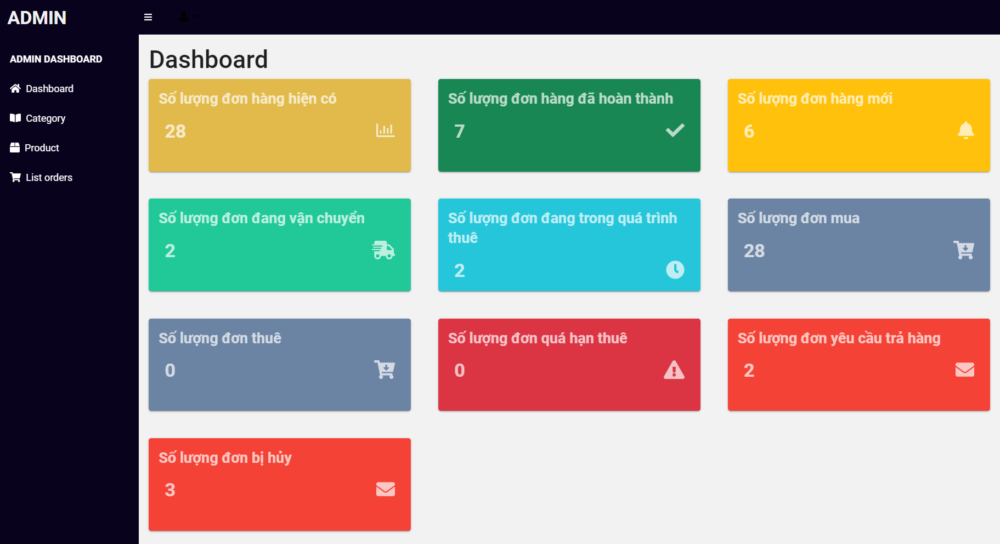 ADMIN
ADMIN DASHBOARD
Dashboard
Category
Product
List orders
Dashboard
Số lượng đơn hàng hiện có
28
Số lượng đơn hàng đã hoàn thành
7
Số lượng đơn hàng mới
6
Số lượng đơn đang vận chuyển
2
Số lượng đơn đang trong quá trình
thuê
2
Số lượng đơn mua
28
Số lượng đơn thuê
0
Số lượng đơn quá hạn thuê
0
Số lượng đơn yêu cầu trả hàng
2
Số lượng đơn bị hủy
3